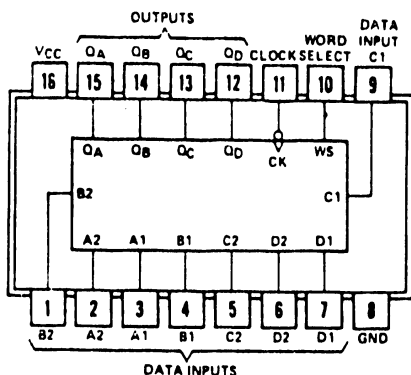 OUTPUTS
DATA
INPUT
WORD
SELECT
VCC QA QB QC QD CLOCK C1
16 15 14 13 12 11 10 9
QA QB QC QD CK WS
B2 C1
A2 A1 B1 C2 D2 D1
1 2 3 4 5 6 7 8
B2 A2 A1 B1 C2 D2 D1 GND
DATA INPUTS